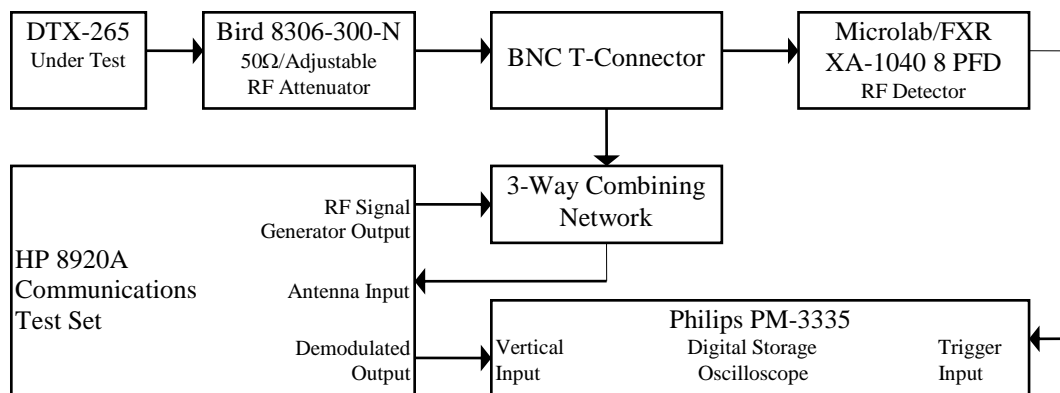 DTX-265
Under Test
Bird 8306-300-N
50Ω/Adjustable
RF Attenuator
BNC T-Connector
Microlab/FXR
XA-1040 8 PFD
RF Detector
3-Way Combining
Network
RF Signal
Generator Output
HP 8920A
Communications
Test Set
Antenna Input
Demodulated
Output
Philips PM-3335
Digital Storage
Oscilloscope
Vertical
Input
Trigger
Input